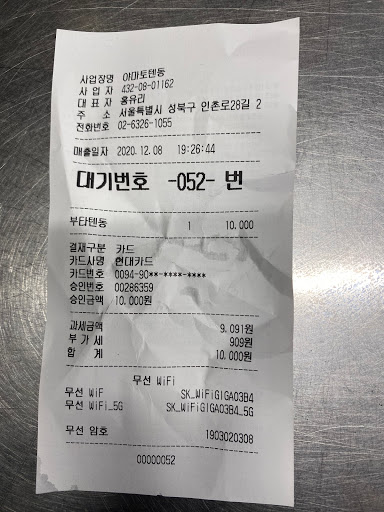 사업장명 야마토텐동
사 업 자 432-08-01162
대 표 자 홍유리
주 소 서울특별시 성북구 인촌로28길 2
전화번호 02-6326-1055
매출일자 2020.12.08 19:26:44
대기번호 -052- 번
부타텐동 1 10.000
결재구분 카드
카드사명 현대카드
카드번호 0094-90**-****-****
승인번호 00286359
승인금액 10.000원
과세금액 9.091원
부 가 세 909원
합 계 10.000원
무선 WiFi
무선 WiF SK_WiFiGIGA03B4
무선 WiFi_5G SK_WiFiGIGA03B4_5G
무선 암호 1903020308
00000052